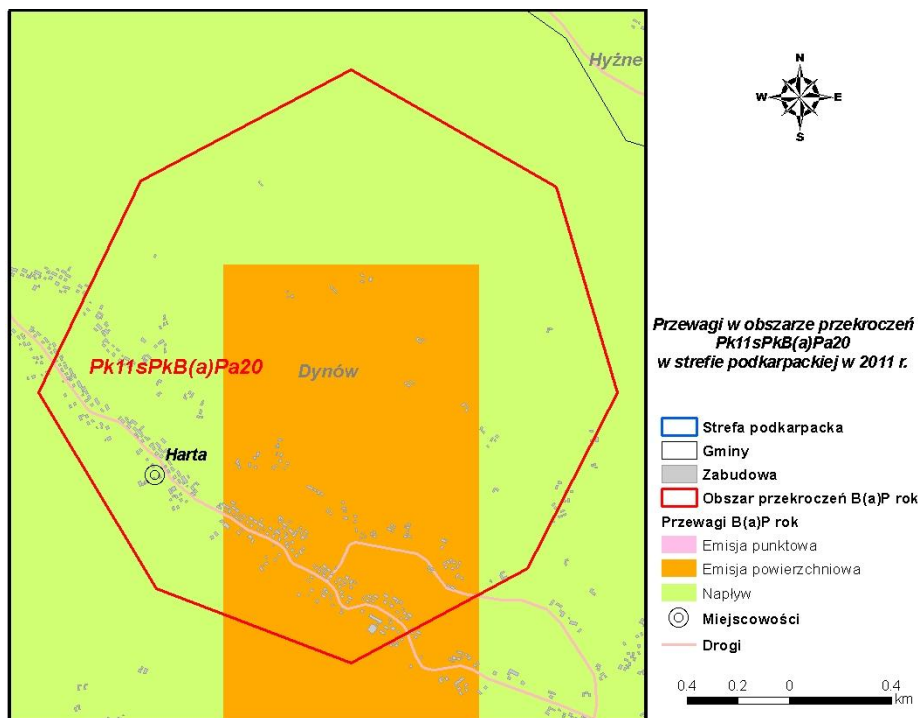 Hyżne
Pk11sPkB(a)Pa20
Dynów
Harta
N
W
E
S
Przewagi w obszarze przekroczeń
Pk11sPkB(a)Pa20
w strefie podkarpackiej w 2011 r.
Strefa podkarpacka
Gminy
Zabudowa
Obszar przekroczeń B(a)P rok
Przewagi B(a)P rok
Emisja punktowa
Emisja powierzchniowa
Napływ
Miejscowości
Drogi
0.4 0.2 0 0.4
km